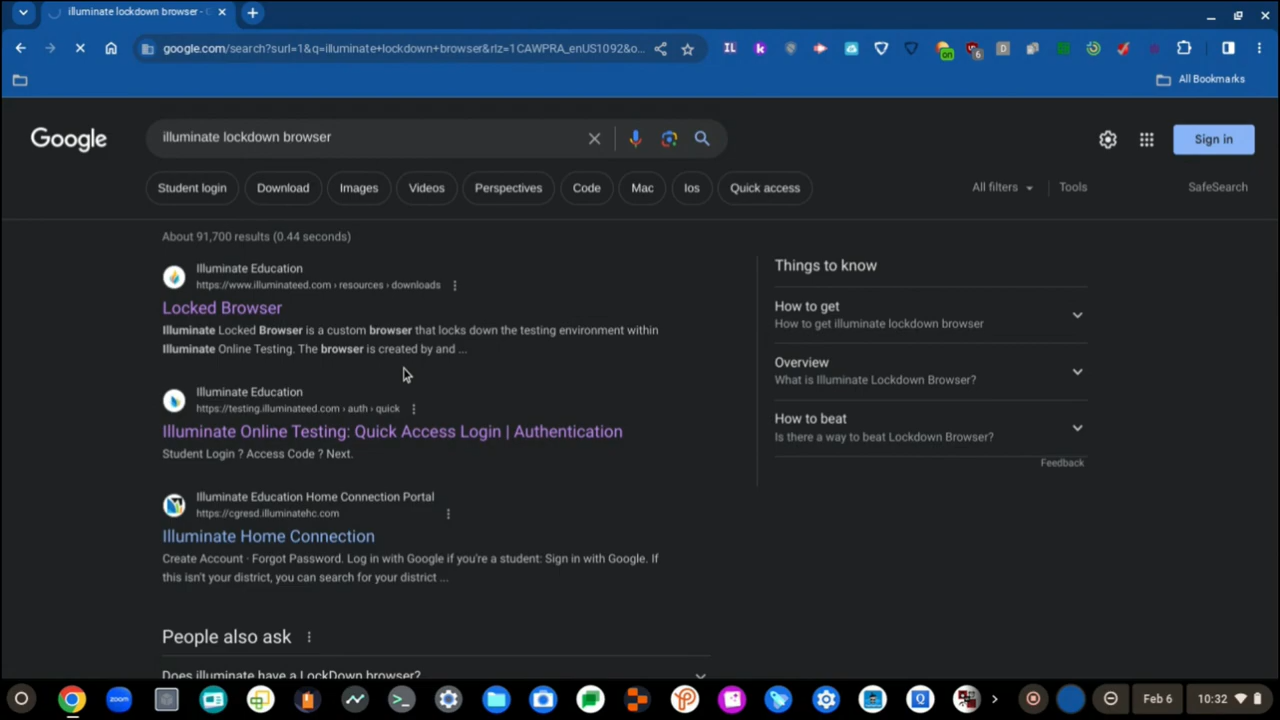 illuminate lockdown browser - G
google.com/search?surl=1&q=illuminate+lockdown+browser&rlz=1CAWPRA_enUS1092&o...
IL
k
on
6
D
All Bookmarks
Google
illuminate lockdown browser
Sign in
Student login
Download
Images
Videos
Perspectives
Code
Mac
Ios
Quick access
All filters
Tools
SafeSearch
About 91,700 results (0.44 seconds)
Illuminate Education
https://www.illuminateed.com › resources › downloads
Locked Browser
Illuminate Locked Browser is a custom browser that locks down the testing environment within
Illuminate Online Testing. The browser is created by and ...
Illuminate Education
https://testing.illuminateed.com › auth › quick
Illuminate Online Testing: Quick Access Login | Authentication
Student Login ? Access Code ? Next.
Illuminate Education Home Connection Portal
https://cgresd.illuminatehc.com
Illuminate Home Connection
Create Account · Forgot Password. Log in with Google if you're a student: Sign in with Google. If
this isn't your district, you can search for your district ...
People also ask
Does illuminate have a LockDown browser?
Things to know
How to get
How to get illuminate lockdown browser
Overview
What is Illuminate Lockdown Browser?
How to beat
Is there a way to beat Lockdown Browser?
Feedback
zoom
Q
Feb 6
10:32